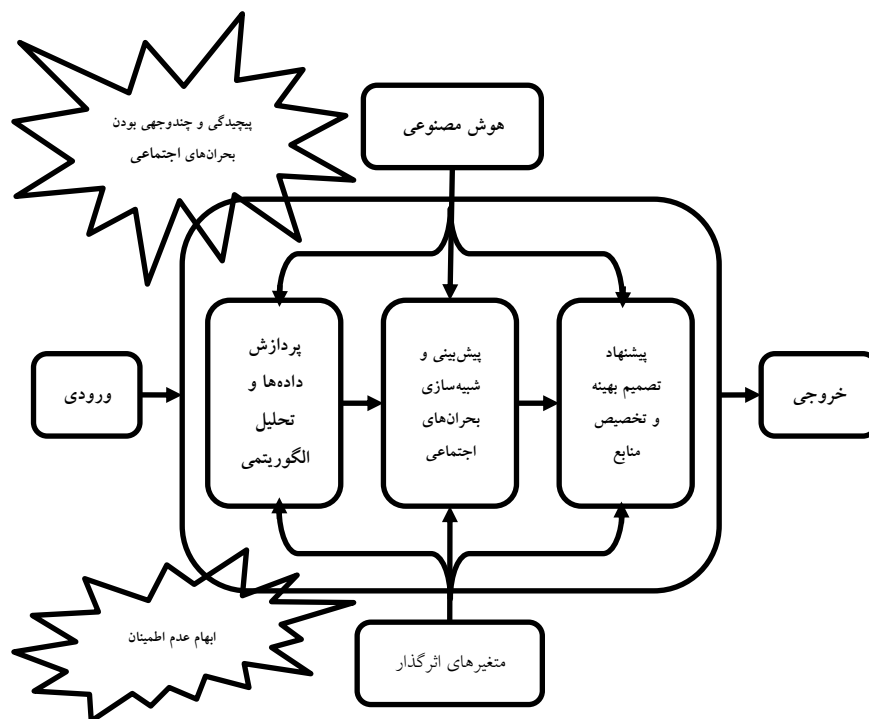 پیچیدگی و چندوجهی بودن
بحران‌های اجتماعی
هوش مصنوعی
ورودی
پردازش
داده‌ها و
تحلیل
الگوریتمی
پیش‌بینی و
شبیه‌سازی
بحران‌های
اجتماعی
پیشنهاد
تصمیم بهینه
و تخصیص
منابع
خروجی
ابهام عدم اطمینان
متغیرهای اثرگذار